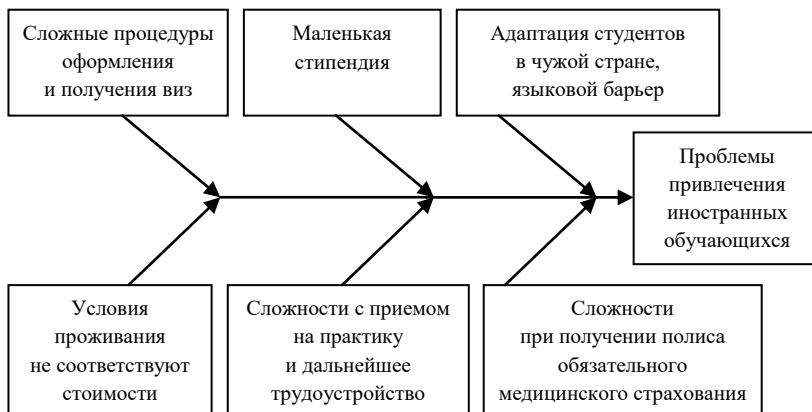 Сложные процедуры
оформления
и получения виз
Маленькая
стипендия
Адаптация студентов
в чужой стране,
языковой барьер
Проблемы
привлечения
иностранных
обучающихся
Условия
проживания
не соответствуют
стоимости
Сложности с приемом
на практику
и дальнейшее
трудоустройство
Сложности
при получении полиса
обязательного
медицинского страхования